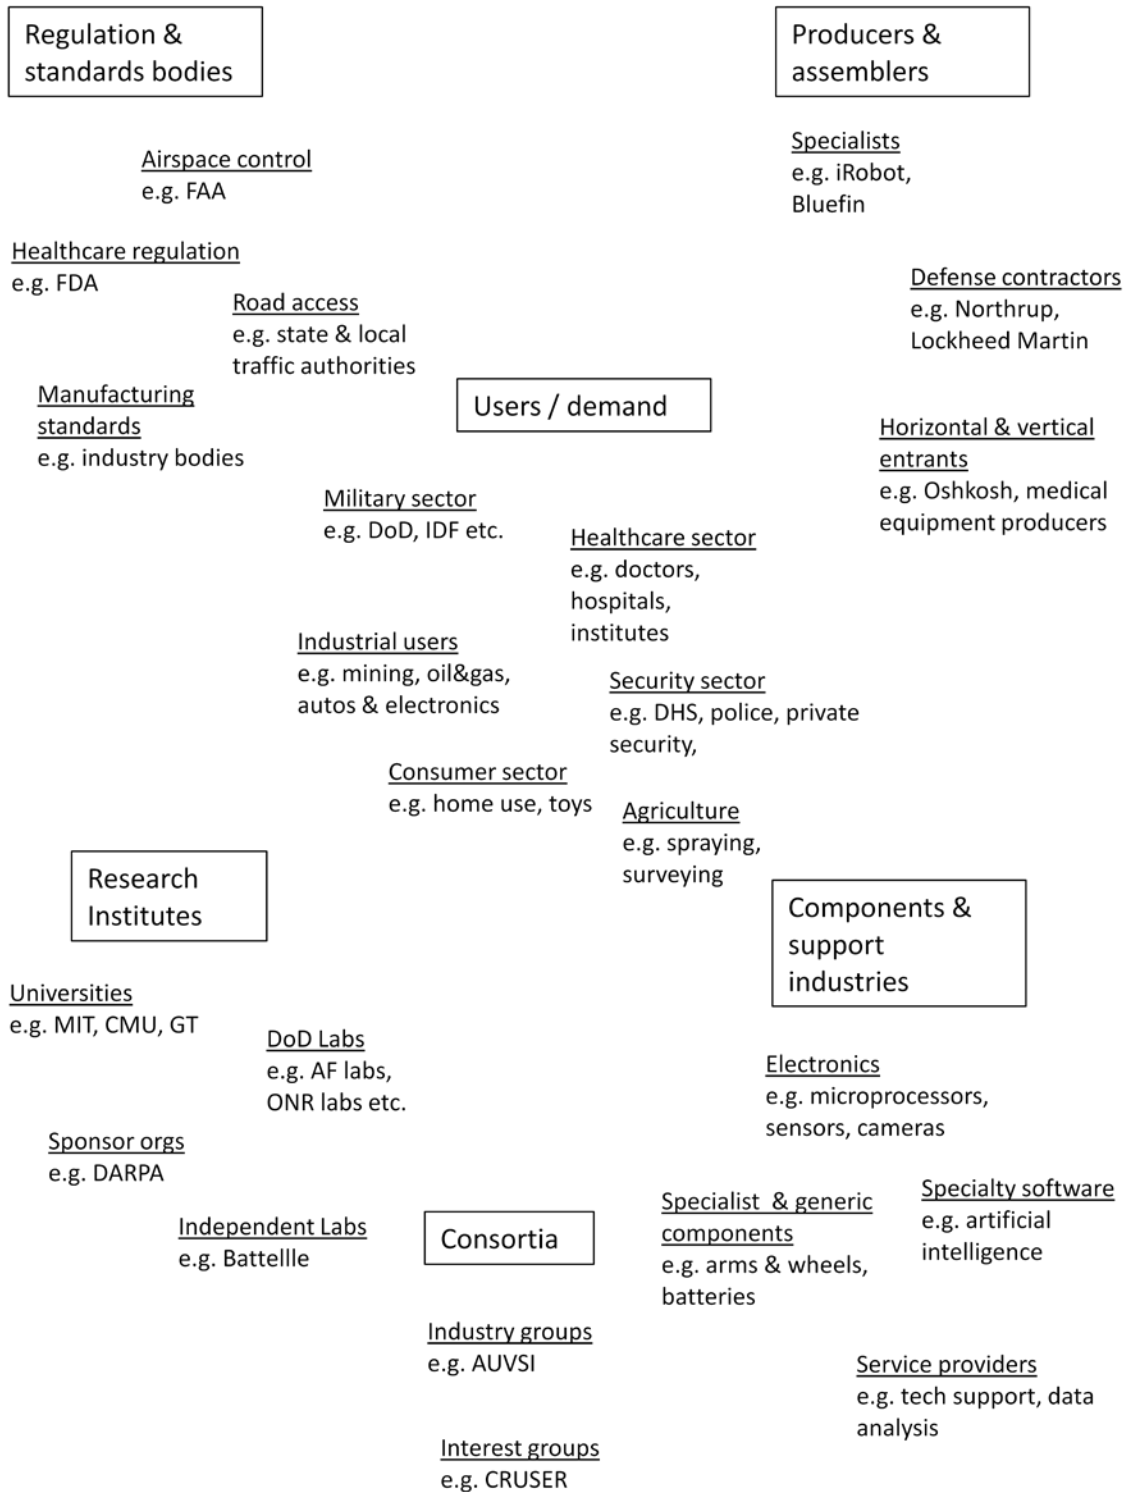 Regulation &
standards bodies
Airspace control
e.g. FAA
Healthcare regulation
e.g. FDA
Road access
e.g. state & local
traffic authorities
Manufacturing
standards
e.g. industry bodies
Producers &
assemblers
Specialists
e.g. iRobot,
Bluefin
Defense contractors
e.g. Northrup,
Lockheed Martin
Horizontal & vertical
entrants
e.g. Oshkosh, medical
equipment producers
Users / demand
Military sector
e.g. DoD, IDF etc.
Healthcare sector
e.g. doctors,
hospitals,
institutes
Industrial users
e.g. mining, oil&gas,
autos & electronics
Security sector
e.g. DHS, police, private
security,
Consumer sector
e.g. home use, toys
Agriculture
e.g. spraying,
surveying
Research
Institutes
Universities
e.g. MIT, CMU, GT
DoD Labs
e.g. AF labs,
ONR labs etc.
Sponsor orgs
e.g. DARPA
Independent Labs
e.g. Battellle
Components &
support
industries
Electronics
e.g. microprocessors,
sensors, cameras
Specialist & generic
components
e.g. arms & wheels,
batteries
Specialty software
e.g. artificial
intelligence
Service providers
e.g. tech support, data
analysis
Consortia
Industry groups
e.g. AUVSI
Interest groups
e.g. CRUSER